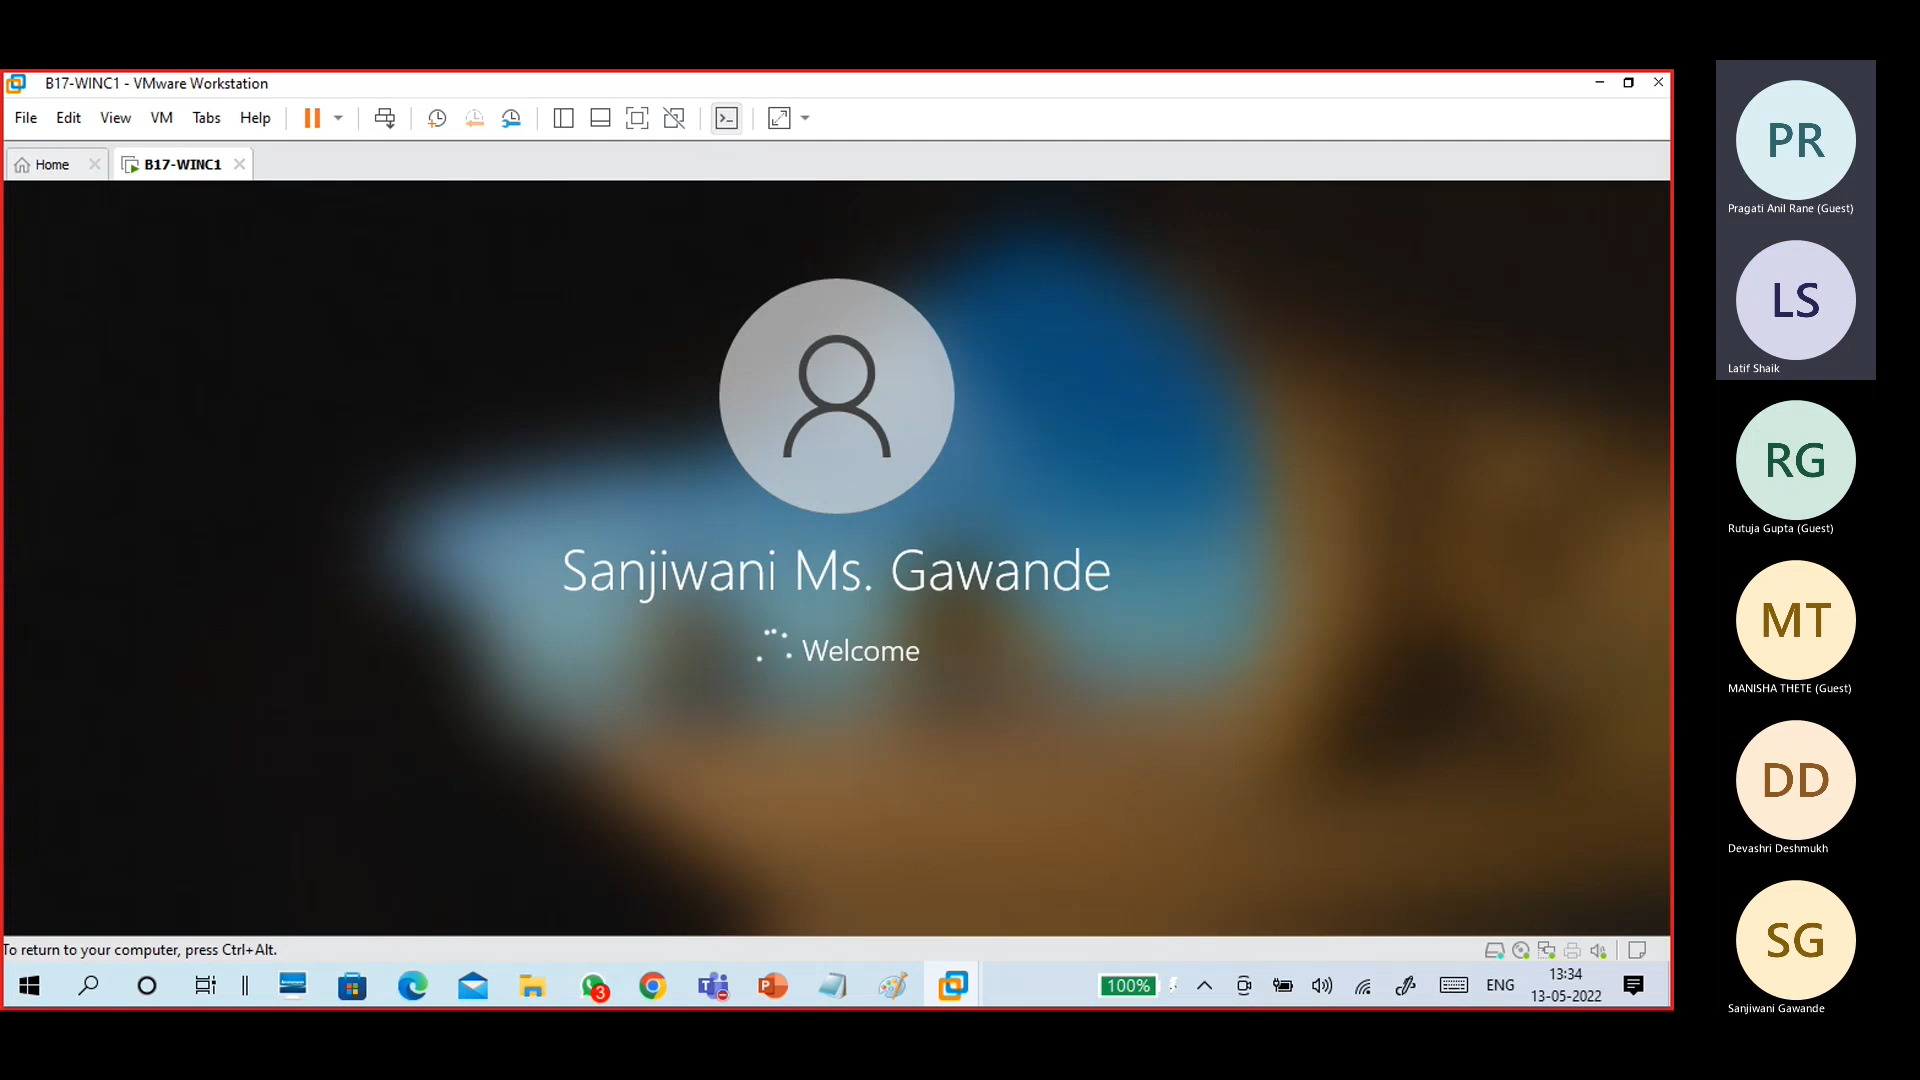 B17-WINC1 - VMware Workstation
File Edit View VM Tabs Help
Home B17-WINC1
Sanjiwani Ms. Gawande
Welcome
To return to your computer, press Ctrl+Alt.
3
100%
ENG
13:34
13-05-2022
PR
Pragati Anil Rane (Guest)
LS
Latif Shaik
RG
Rutuja Gupta (Guest)
MT
MANISHA THETE (Guest)
DD
Devashri Deshmukh
SG
Sanjiwani Gawande